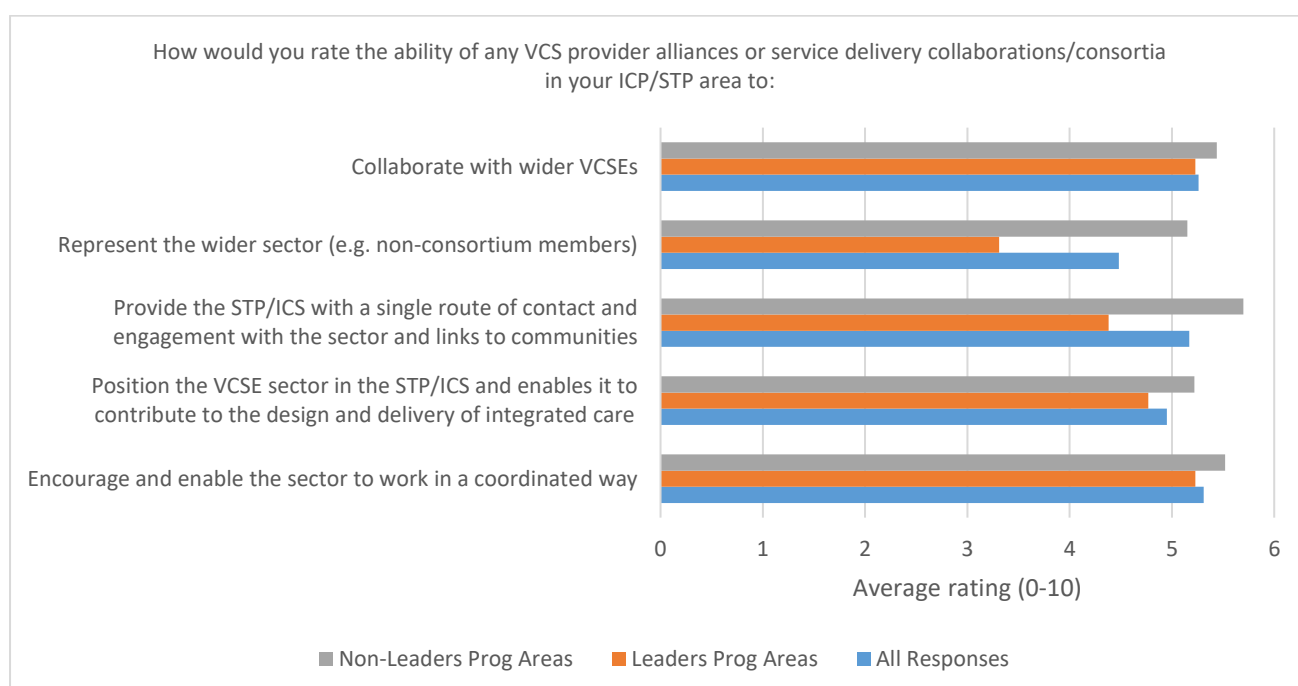 How would you rate the ability of any VCS provider alliances or service delivery collaborations/consortia
in your ICP/STP area to:
Collaborate with wider VCSEs
Represent the wider sector (e.g. non-consortium members)
Provide the STP/ICS with a single route of contact and
engagement with the sector and links to communities
Position the VCSE sector in the STP/ICS and enables it to
contribute to the design and delivery of integrated care
Encourage and enable the sector to work in a coordinated way
0 1 2 3 4 5 6
Average rating (0-10)
Non-Leaders Prog Areas Leaders Prog Areas All Responses